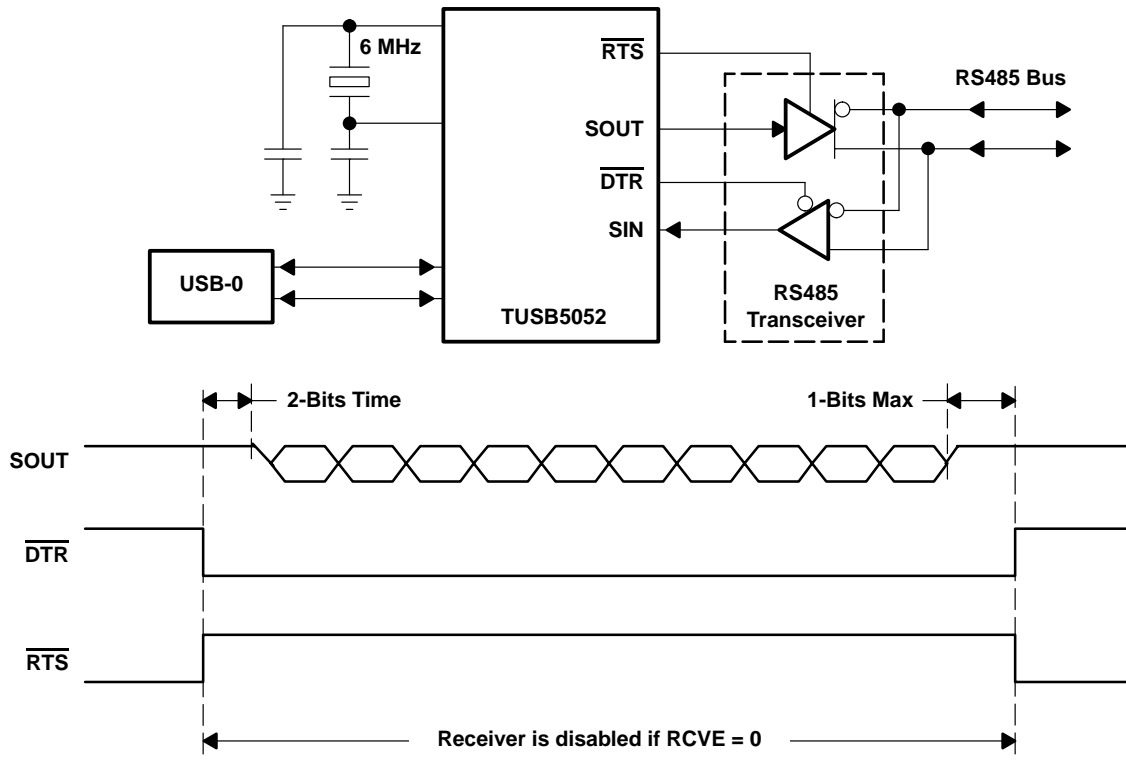 6 MHz
RTS
SOUT
DTR
SIN
RS485 Bus
USB-0
TUSB5052
RS485
Transceiver
2-Bits Time
1-Bits Max
SOUT
DTR
RTS
Receiver is disabled if RCVE = 0